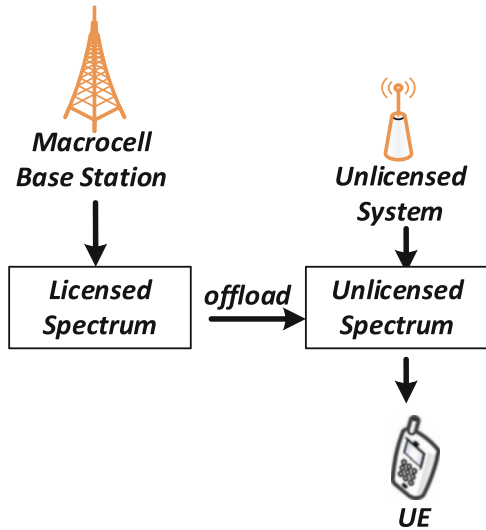 Macrocell
Base Station
Unlicensed
System
Licensed
Spectrum
offload
Unlicensed
Spectrum
UE